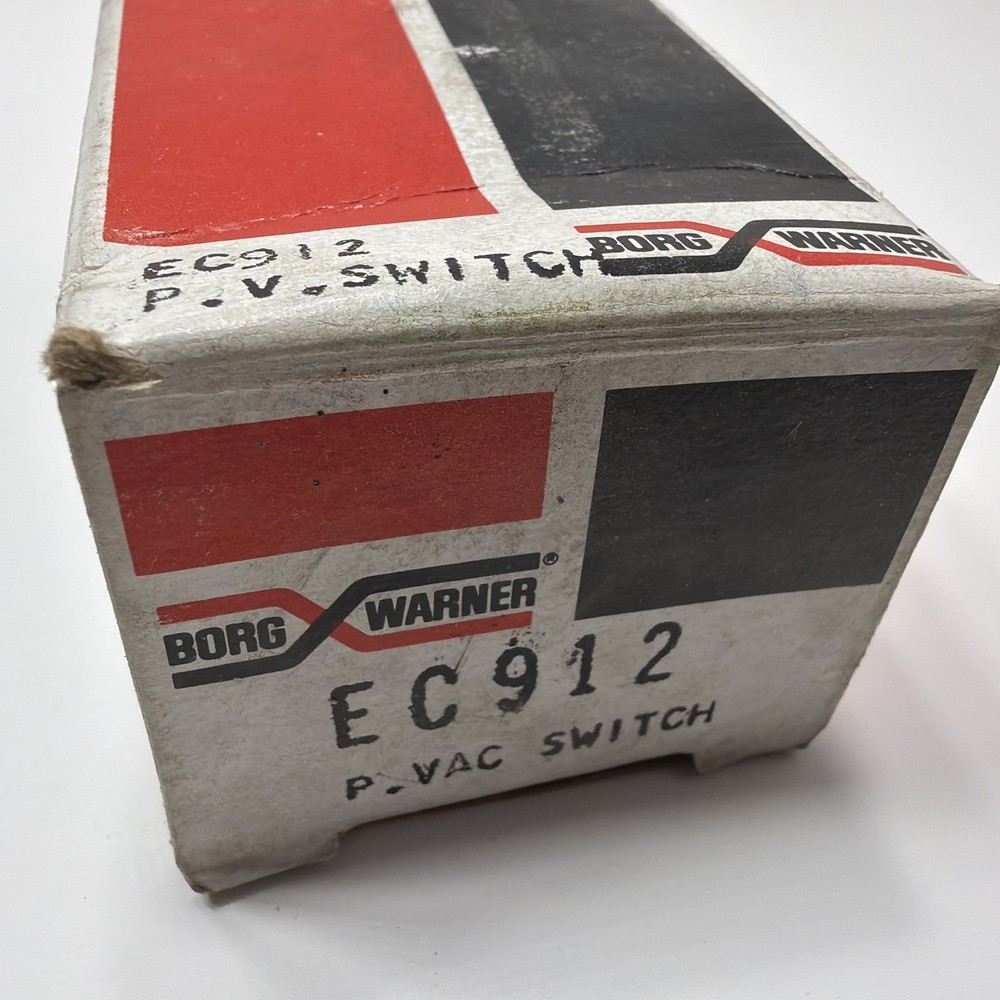 EC912
P.V.SWITCH
BORG WARNER
BORG WARNER®
EC912
P.VAC SWITCH